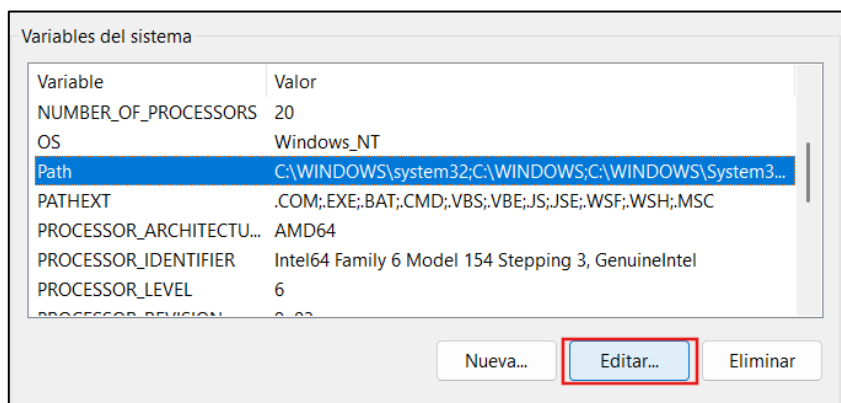 Variables del sistema
Variable Valor
NUMBER_OF_PROCESSORS 20
OS Windows_NT
Path C:\WINDOWS\system32;C:\WINDOWS;C:\WINDOWS\System3...
PATHEXT .COM;.EXE;.BAT;.CMD;.VBS;.VBE;.JS;.JSE;.WSF;.WSH;.MSC
PROCESSOR_ARCHITECTU... AMD64
PROCESSOR_IDENTIFIER Intel64 Family 6 Model 154 Stepping 3, GenuineIntel
PROCESSOR_LEVEL 6
Nueva... Editar... Eliminar